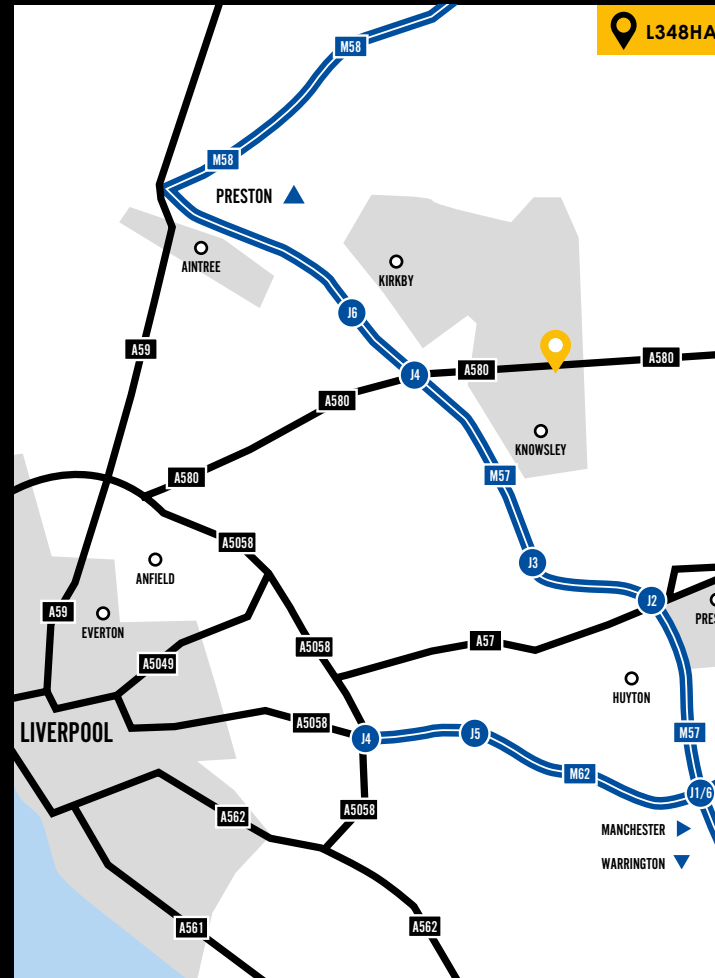 M58
L348HA
M58
PRESTON
AINTREE
KIRKBY
J6
A59
A580
A580
J4
A580
KNOWSLEY
A580
M57
A5058
J3
ANFIELD
J2
A59
EVERTON
PRES
A57
A5058
A5049
HUYTON
LIVERPOOL
A5058
J4
J5
M57
M62
J1/6
A562
A5058
MANCHESTER
WARRINGTON
A561
A562